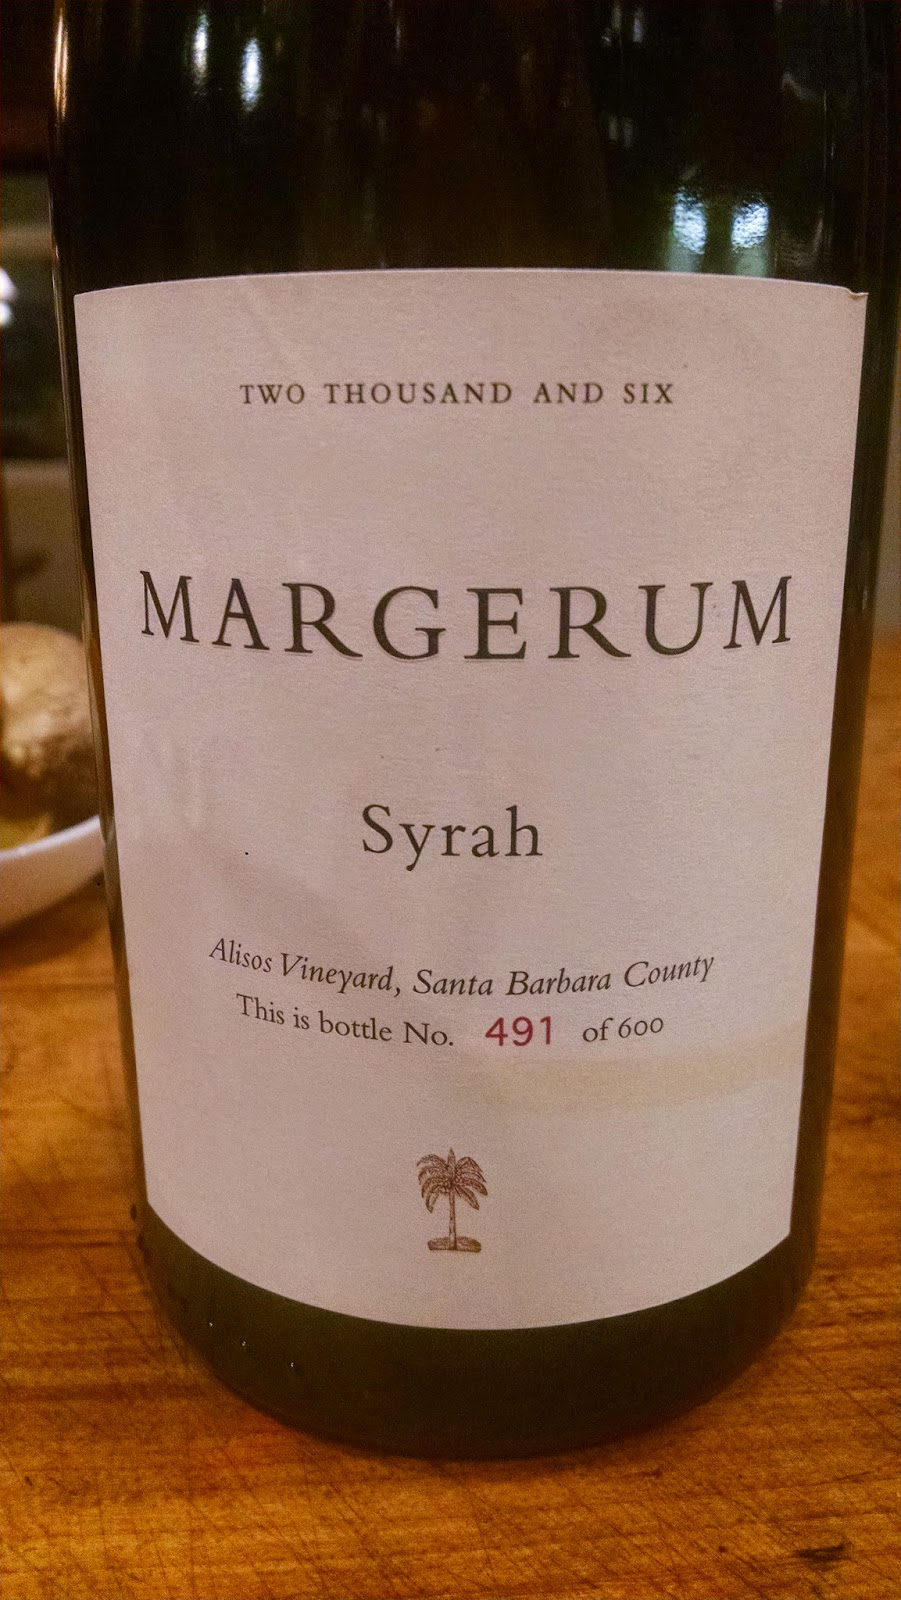 TWO THOUSAND AND SIX
MARGERUM
Syrah
Alisos Vineyard, Santa Barbara County
This is bottle No. 491 of 600